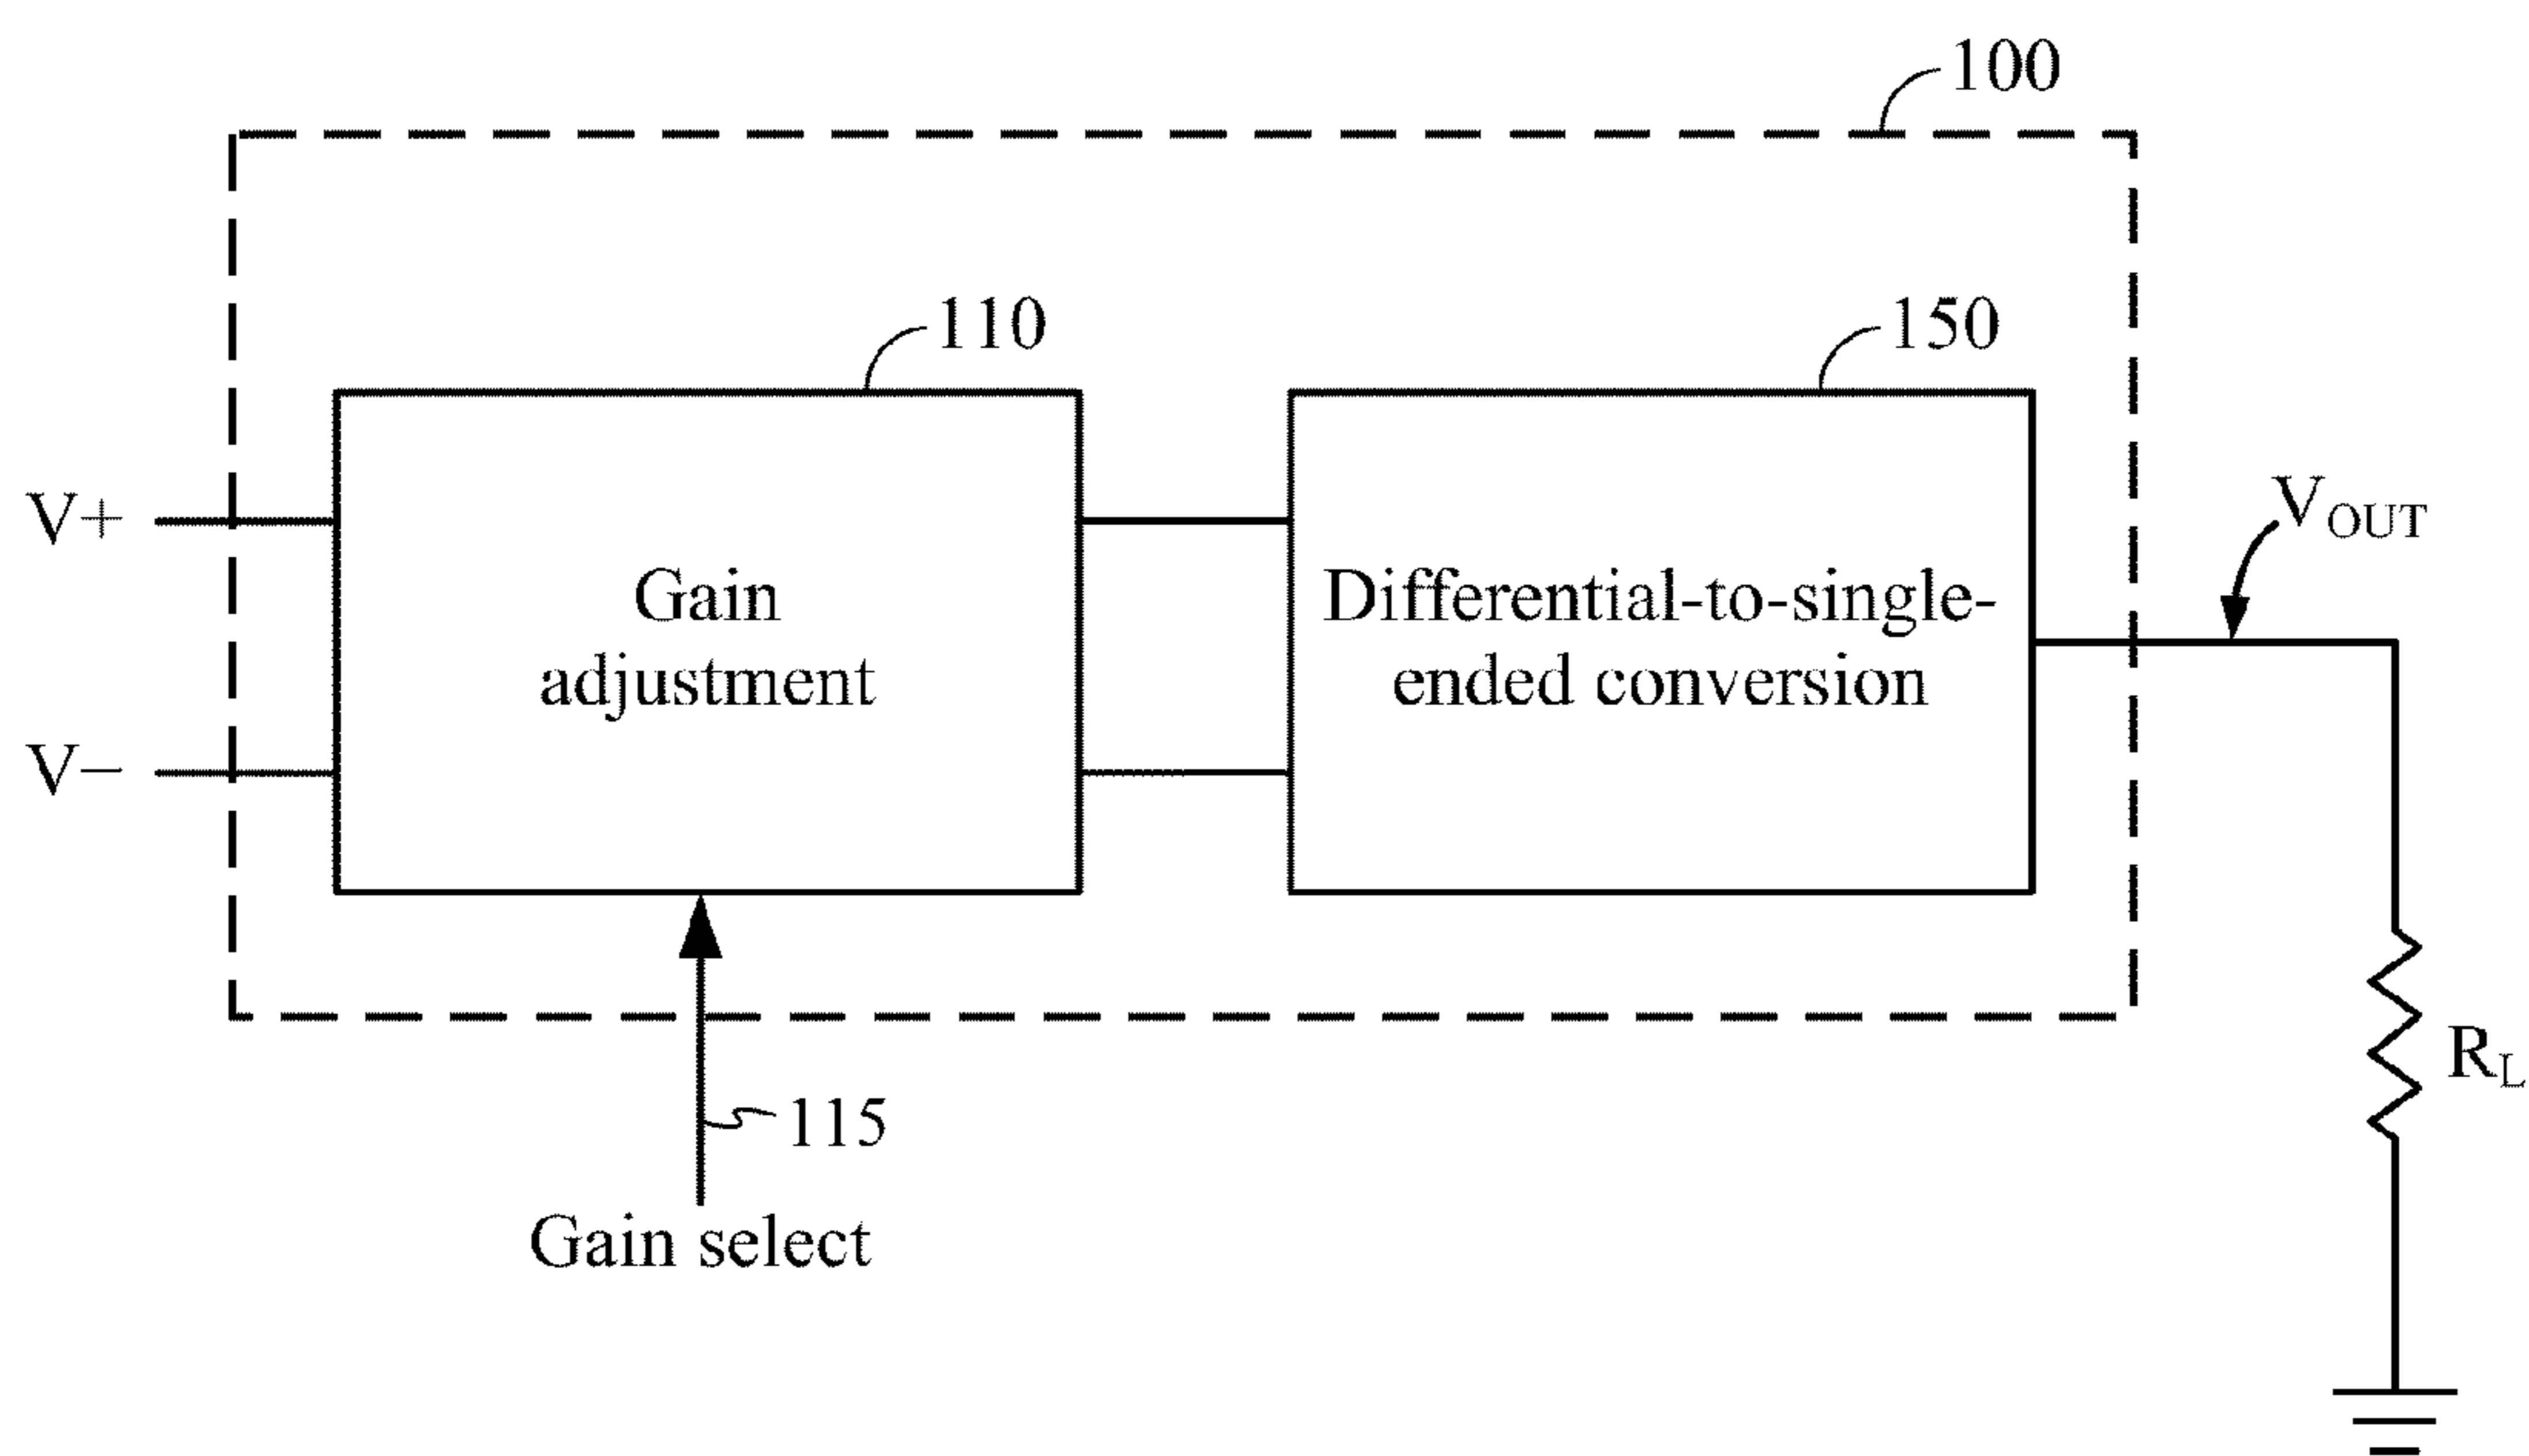 100
110
150
V+
V−
Gain
adjustment
Differential-to-single-
ended conversion
VOUT
RL
115
Gain select